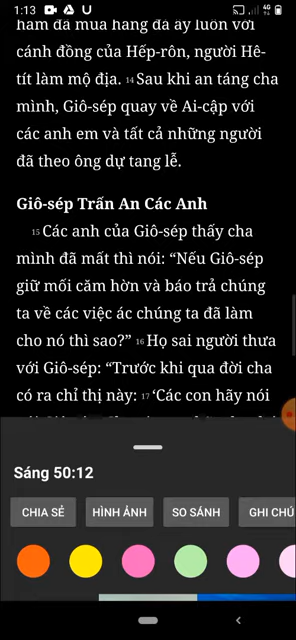 1:13
4G
ham đã mua hang đá ấy luôn với
cánh đồng của Hếp-rôn, người Hê-
tít làm mộ địa. 14 Sau khi an táng cha
mình, Giô-sép quay về Ai-cập với
các anh em và tất cả những người
đã theo ông dự tang lễ.
Giô-sép Trấn An Các Anh
15 Các anh của Giô-sép thấy cha
mình đã mất thì nói: “Nếu Giô-sép
giữ mối căm hờn và báo trả chúng
ta về các việc ác chúng ta đã làm
cho nó thì sao?” 16 Họ sai người thưa
với Giô-sép: “Trước khi qua đời cha
có ra chỉ thị này: 17 ‘Các con hãy nói
Sáng 50:12
CHIA SẺ
HÌNH ẢNH
SO SÁNH
GHI CHÚ